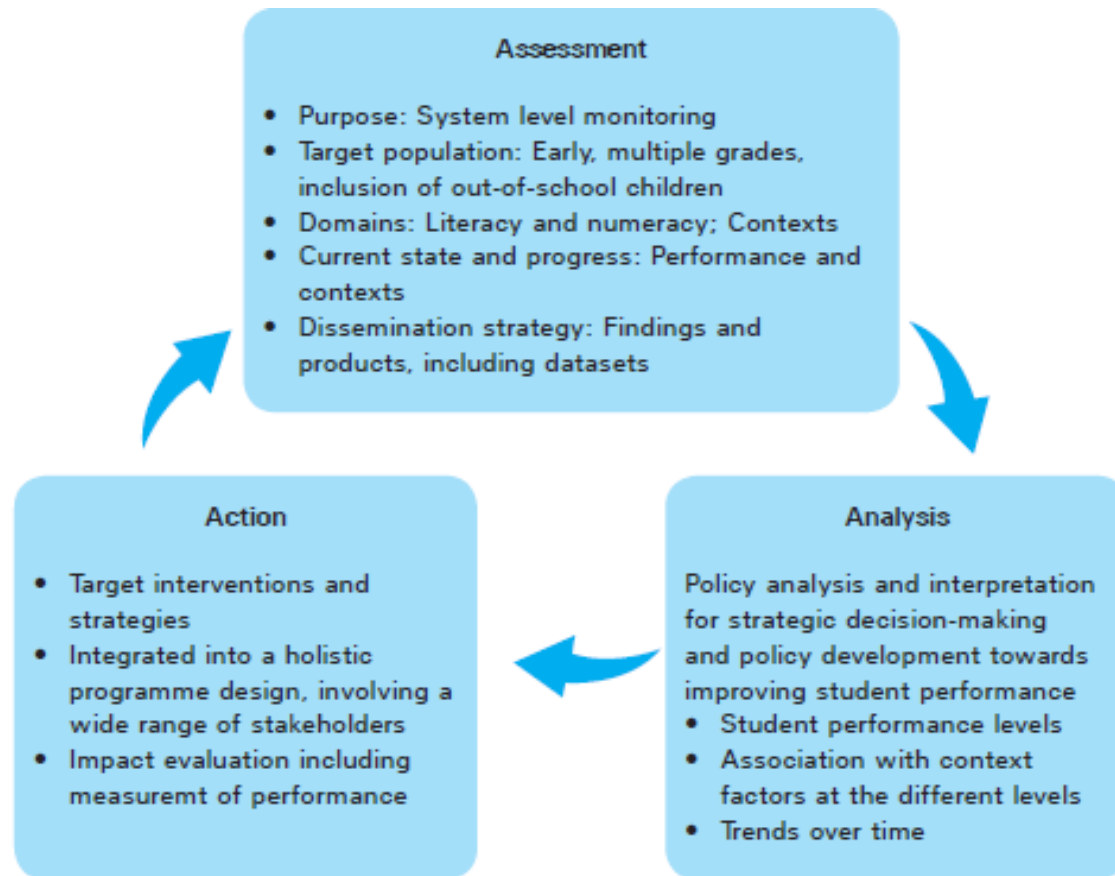 Assessment
• Purpose: System level monitoring
• Target population: Early, multiple grades,
inclusion of out-of-school children
• Domains: Literacy and numeracy; Contexts
• Current state and progress: Performance and
contexts
• Dissemination strategy: Findings and
products, including datasets
Action
• Target interventions and
strategies
• Integrated into a holistic
programme design, involving a
wide range of stakeholders
• Impact evaluation including
measuremt of performance
Analysis
Policy analysis and interpretation
for strategic decision-making
and policy development towards
improving student performance
• Student performance levels
• Association with context
factors at the different levels
• Trends over time